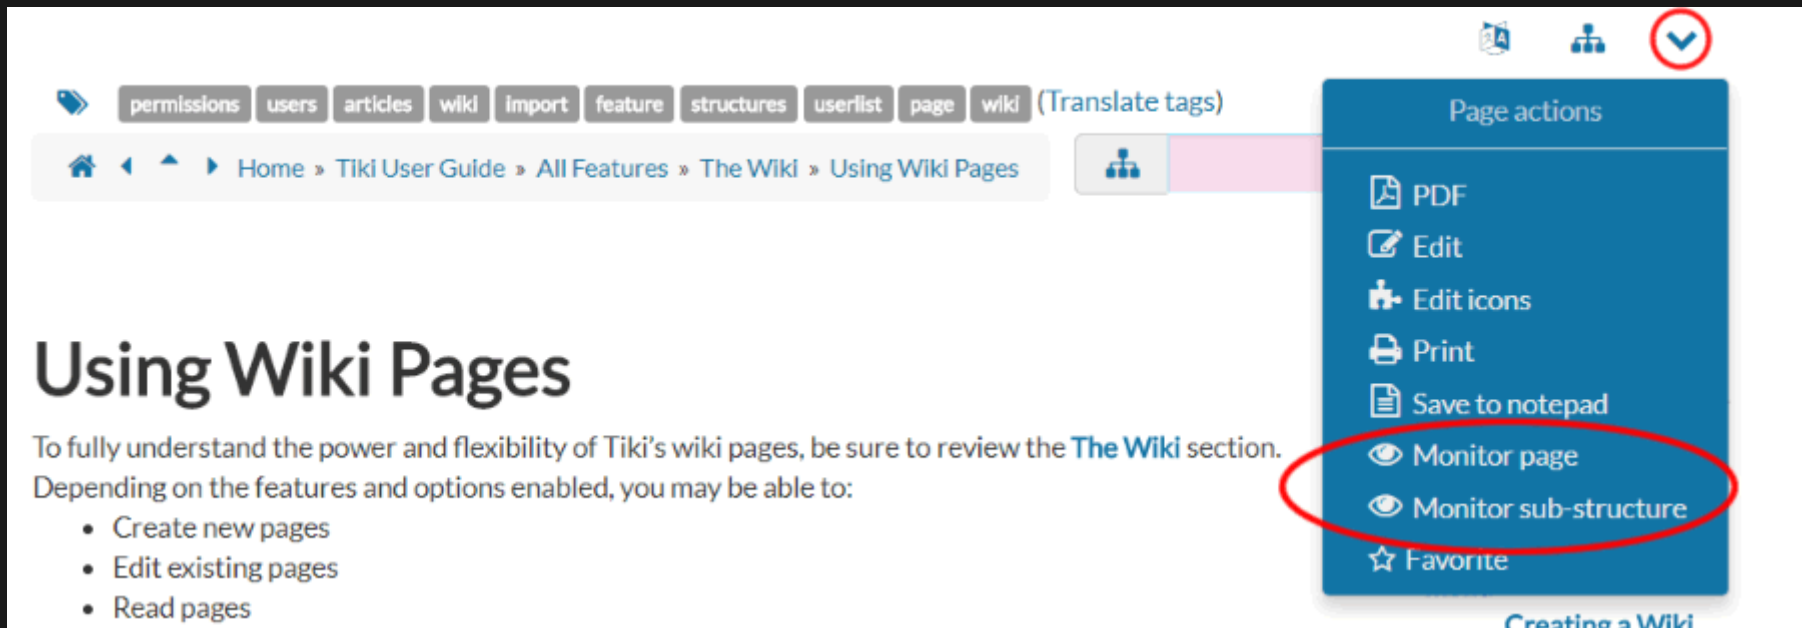 permissions users articles wiki import feature structures userlist page wiki (Translate tags)
Home » Tiki User Guide » All Features » The Wiki » Using Wiki Pages
Page actions
PDF
Edit
Edit icons
Print
Save to notepad
Monitor page
Monitor sub-structure
Favorite
Using Wiki Pages
To fully understand the power and flexibility of Tiki's wiki pages, be sure to review the The Wiki section.
Depending on the features and options enabled, you may be able to:
• Create new pages
• Edit existing pages
• Read pages
Creating a Wiki